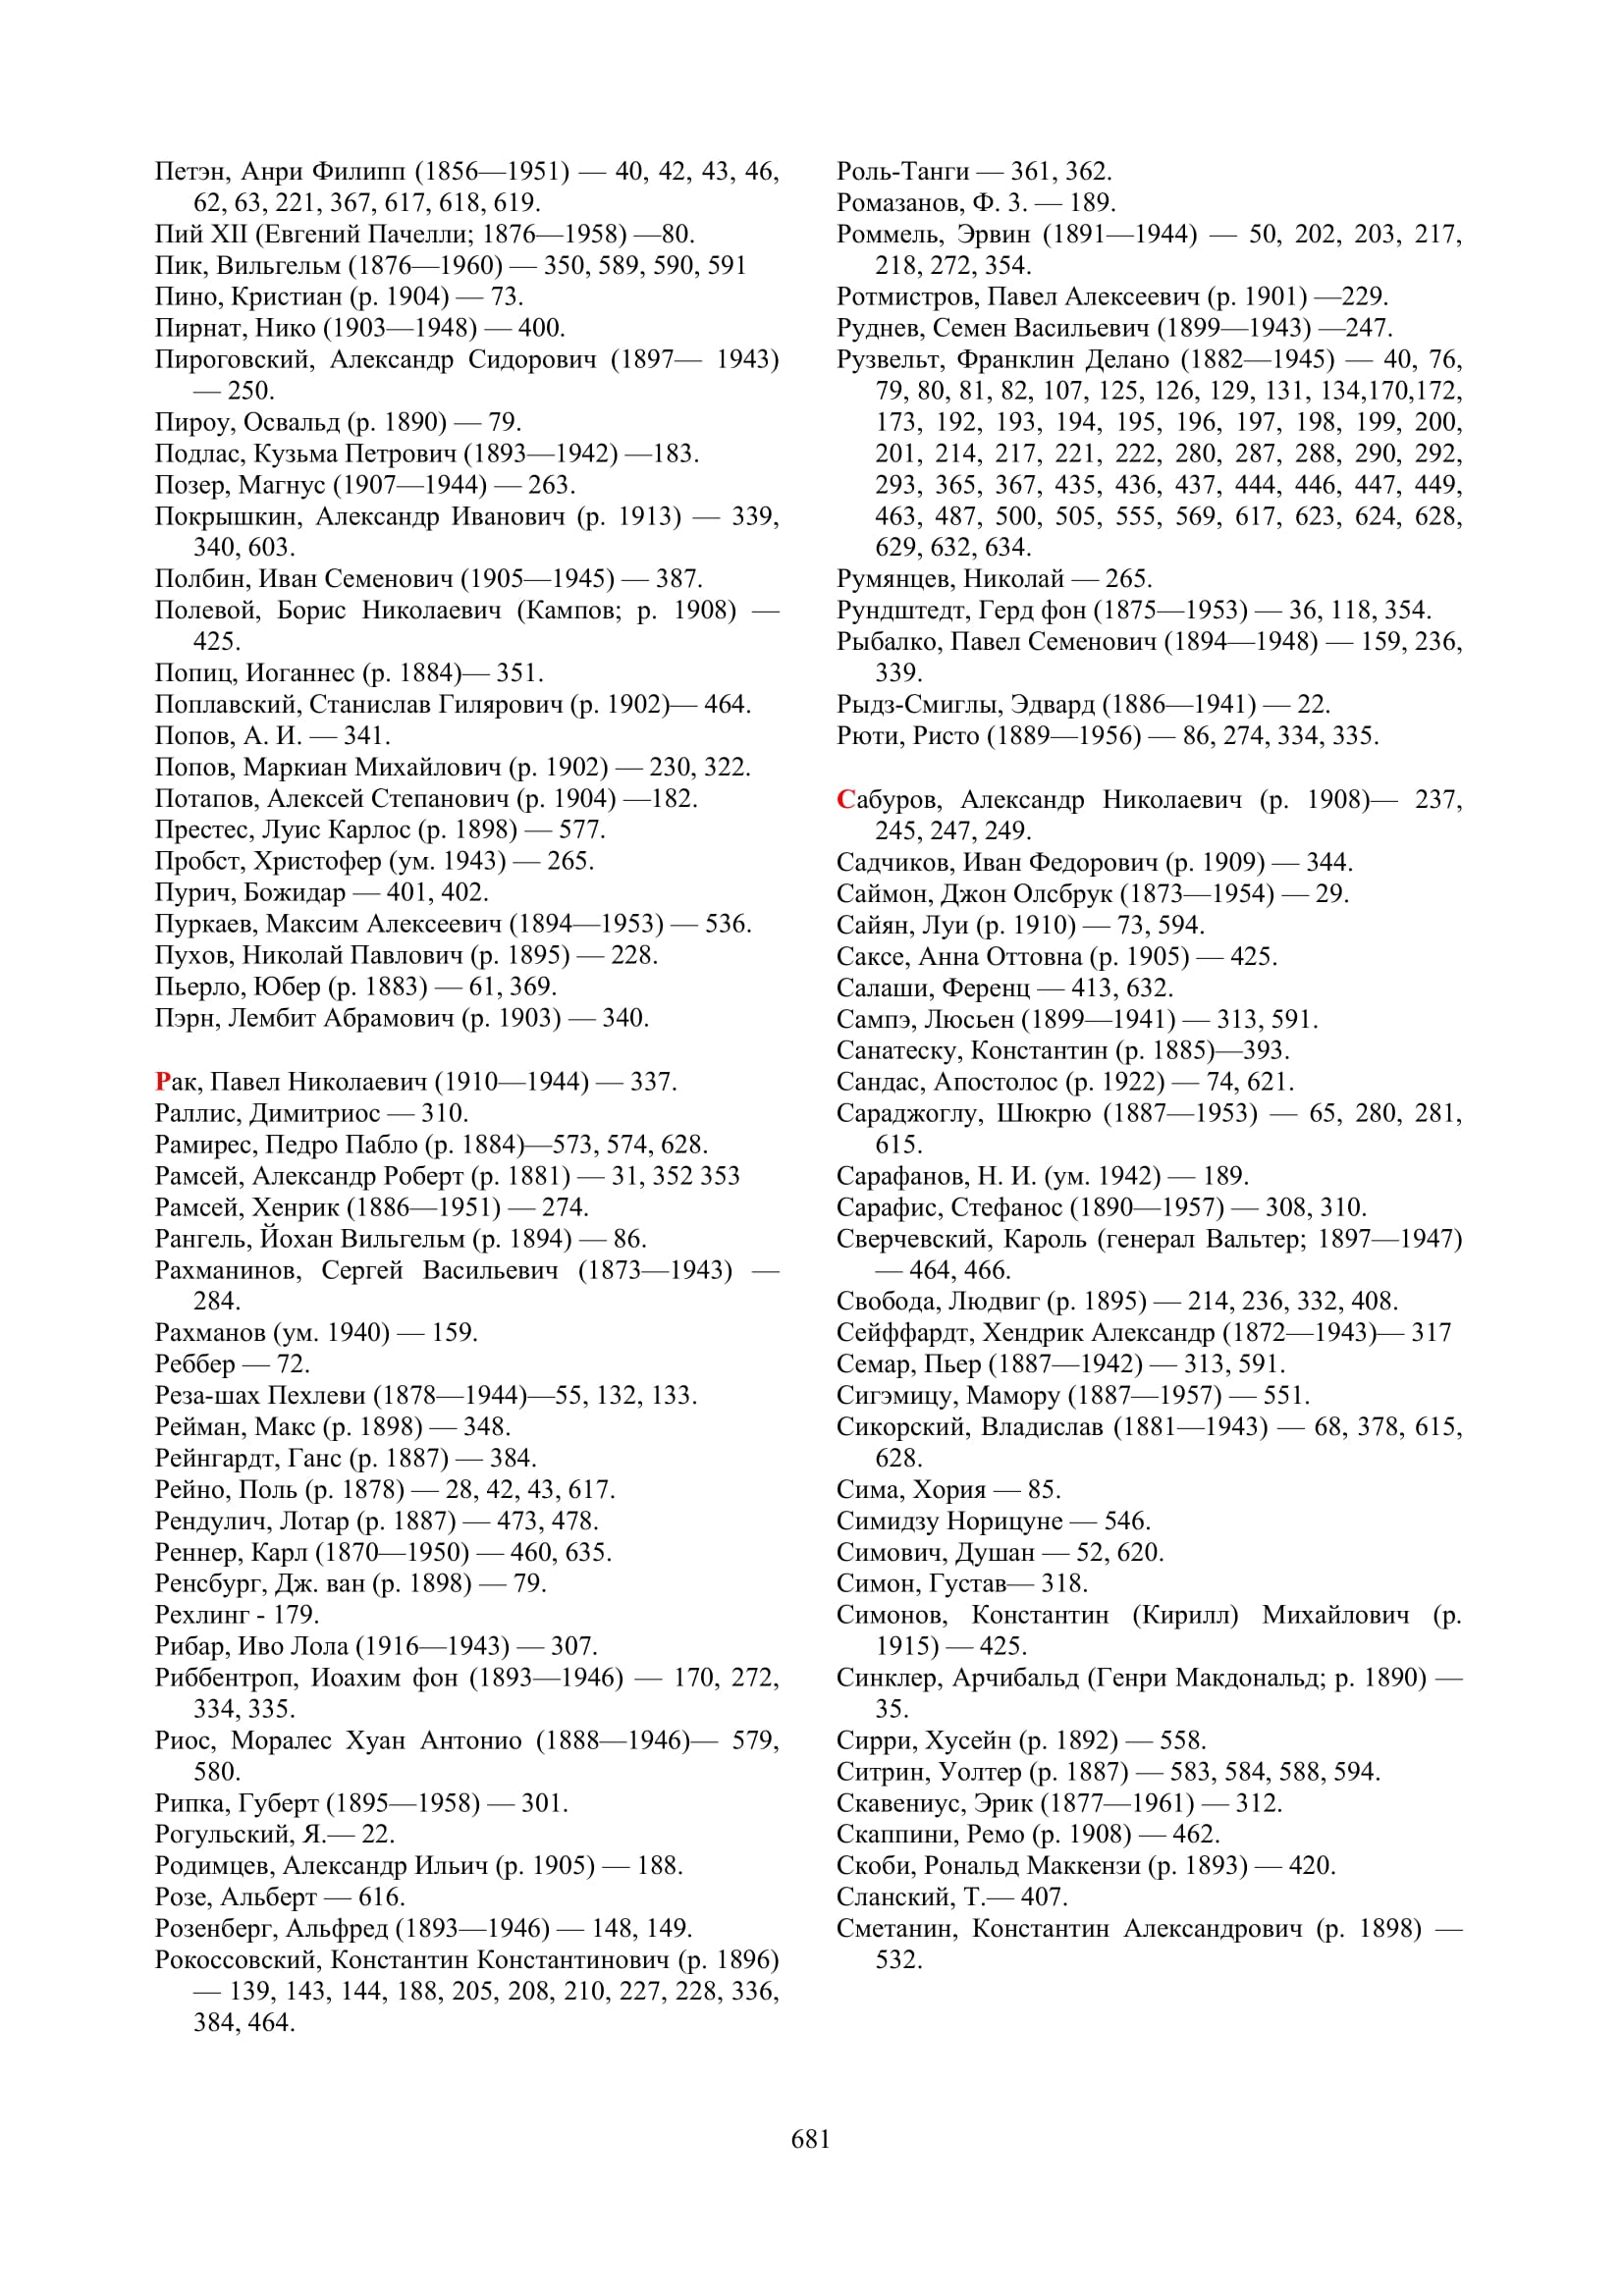 Петэн, Анри Филипп (1856—1951) — 40, 42, 43, 46,
62, 63, 221, 367, 617, 618, 619.
Пий XII (Евгений Пачелли; 1876—1958) —80.
Пик, Вильгельм (1876—1960) — 350, 589, 590, 591
Пино, Кристиан (р. 1904) — 73.
Пирнат, Нико (1903—1948) — 400.
Пироговский, Александр Сидорович (1897— 1943)
— 250.
Пироу, Освальд (р. 1890) — 79.
Подлас, Кузьма Петрович (1893—1942) —183.
Позер, Магнус (1907—1944) — 263.
Покрышкин, Александр Иванович (р. 1913) — 339,
340, 603.
Полбин, Иван Семенович (1905—1945) — 387.
Полевой, Борис Николаевич (Кампов; р. 1908) —
425.
Попиц, Иоганнес (р. 1884)— 351.
Поплавский, Станислав Гилярович (р. 1902)— 464.
Попов, А. И. — 341.
Попов, Маркиан Михайлович (р. 1902) — 230, 322.
Потапов, Алексей Степанович (р. 1904) —182.
Престес, Луис Карлос (р. 1898) — 577.
Пробст, Христофер (ум. 1943) — 265.
Пурич, Божидар — 401, 402.
Пуркаев, Максим Алексеевич (1894—1953) — 536.
Пухов, Николай Павлович (р. 1895) — 228.
Пьерло, Юбер (р. 1883) — 61, 369.
Пэрн, Лембит Абрамович (р. 1903) — 340.
Рак, Павел Николаевич (1910—1944) — 337.
Раллис, Димитриос — 310.
Рамирес, Педро Пабло (р. 1884)—573, 574, 628.
Рамсей, Александр Роберт (р. 1881) — 31, 352 353
Рамсей, Хенрик (1886—1951) — 274.
Рангель, Йохан Вильгельм (р. 1894) — 86.
Рахманинов, Сергей Васильевич (1873—1943) —
284.
Рахманов (ум. 1940) — 159.
Реббер — 72.
Реза-шах Пехлеви (1878—1944)—55, 132, 133.
Рейман, Макс (р. 1898) — 348.
Рейнгардт, Ганс (р. 1887) — 384.
Рейно, Поль (р. 1878) — 28, 42, 43, 617.
Рендулич, Лотар (р. 1887) — 473, 478.
Реннер, Карл (1870—1950) — 460, 635.
Ренсбург, Дж. ван (р. 1898) — 79.
Рехлинг - 179.
Рибар, Иво Лола (1916—1943) — 307.
Риббентроп, Иоахим фон (1893—1946) — 170, 272,
334, 335.
Риос, Моралес Хуан Антонио (1888—1946)— 579,
580.
Рипка, Губерт (1895—1958) — 301.
Рогульский, Я.— 22.
Родимцев, Александр Ильич (р. 1905) — 188.
Розе, Альберт — 616.
Розенберг, Альфред (1893—1946) — 148, 149.
Рокоссовский, Константин Константинович (р. 1896)
— 139, 143, 144, 188, 205, 208, 210, 227, 228, 336,
384, 464.
Роль-Танги — 361, 362.
Ромазанов, Ф. З. — 189.
Роммель, Эрвин (1891—1944) — 50, 202, 203, 217,
218, 272, 354.
Ротмистров, Павел Алексеевич (р. 1901) —229.
Руднев, Семен Васильевич (1899—1943) —247.
Рузвельт, Франклин Делано (1882—1945) — 40, 76,
79, 80, 81, 82, 107, 125, 126, 129, 131, 134,170,172,
173, 192, 193, 194, 195, 196, 197, 198, 199, 200,
201, 214, 217, 221, 222, 280, 287, 288, 290, 292,
293, 365, 367, 435, 436, 437, 444, 446, 447, 449,
463, 487, 500, 505, 555, 569, 617, 623, 624, 628,
629, 632, 634.
Румянцев, Николай — 265.
Рундштедт, Герд фон (1875—1953) — 36, 118, 354.
Рыбалко, Павел Семенович (1894—1948) — 159, 236,
339.
Рыдз-Смиглы, Эдвард (1886—1941) — 22.
Рюти, Ристо (1889—1956) — 86, 274, 334, 335.
Сабуров, Александр Николаевич (р. 1908)— 237,
245, 247, 249.
Садчиков, Иван Федорович (р. 1909) — 344.
Саймон, Джон Олсбрук (1873—1954) — 29.
Сайян, Луи (р. 1910) — 73, 594.
Саксе, Анна Оттовна (р. 1905) — 425.
Салаши, Ференц — 413, 632.
Сампэ, Люсьен (1899—1941) — 313, 591.
Санатеску, Константин (р. 1885)—393.
Сандас, Апостолос (р. 1922) — 74, 621.
Сараджоглу, Шюкрю (1887—1953) — 65, 280, 281,
615.
Сарафанов, Н. И. (ум. 1942) — 189.
Сарафис, Стефанос (1890—1957) — 308, 310.
Сверчевский, Кароль (генерал Вальтер; 1897—1947)
— 464, 466.
Свобода, Людвиг (р. 1895) — 214, 236, 332, 408.
Сейффардт, Хендрик Александр (1872—1943)— 317
Семар, Пьер (1887—1942) — 313, 591.
Сигэмицу, Мамору (1887—1957) — 551.
Сикорский, Владислав (1881—1943) — 68, 378, 615,
628.
Сима, Хория — 85.
Симидзу Норицуне — 546.
Симович, Душан — 52, 620.
Симон, Густав— 318.
Симонов, Константин (Кирилл) Михайлович (р.
1915) — 425.
Синклер, Арчибальд (Генри Макдональд; р. 1890) —
35.
Сирри, Хусейн (р. 1892) — 558.
Ситрин, Уолтер (р. 1887) — 583, 584, 588, 594.
Скавениус, Эрик (1877—1961) — 312.
Скаппини, Ремо (р. 1908) — 462.
Скоби, Рональд Маккензи (р. 1893) — 420.
Сланский, Т.— 407.
Сметанин, Константин Александрович (р. 1898) —
532.
681